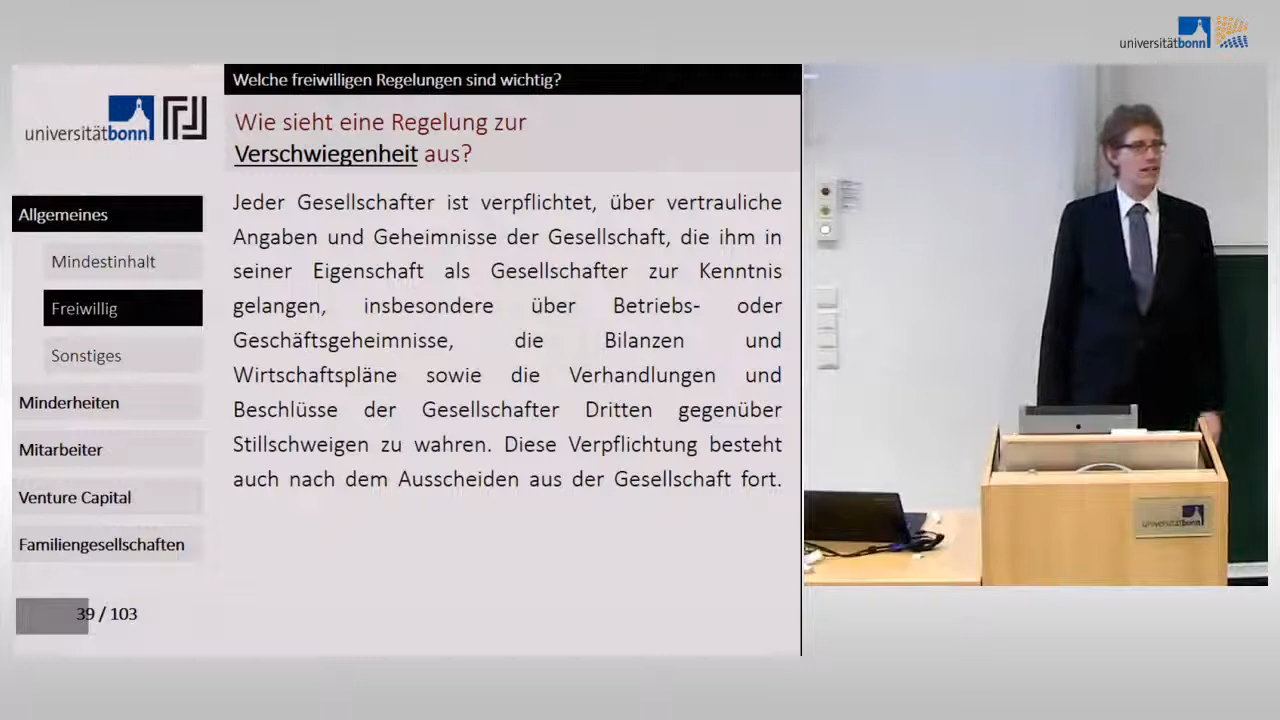 universitätbonn
Welche freiwilligen Regelungen sind wichtig?
universitätbonn
Wie sieht eine Regelung zur
Verschwiegenheit aus?
Allgemeines
Mindestinhalt
Freiwillig
Sonstiges
Minderheiten
Mitarbeiter
Venture Capital
Familiengesellschaften
39 / 103
Jeder Gesellschafter ist verpflichtet, über vertrauliche
Angaben und Geheimnisse der Gesellschaft, die ihm in
seiner Eigenschaft als Gesellschafter zur Kenntnis
gelangen, insbesondere über Betriebs- oder
Geschäftsgeheimnisse, die Bilanzen und
Wirtschaftspläne sowie die Verhandlungen und
Beschlüsse der Gesellschafter Dritten gegenüber
Stillschweigen zu wahren. Diese Verpflichtung besteht
auch nach dem Ausscheiden aus der Gesellschaft fort.
universitätbonn